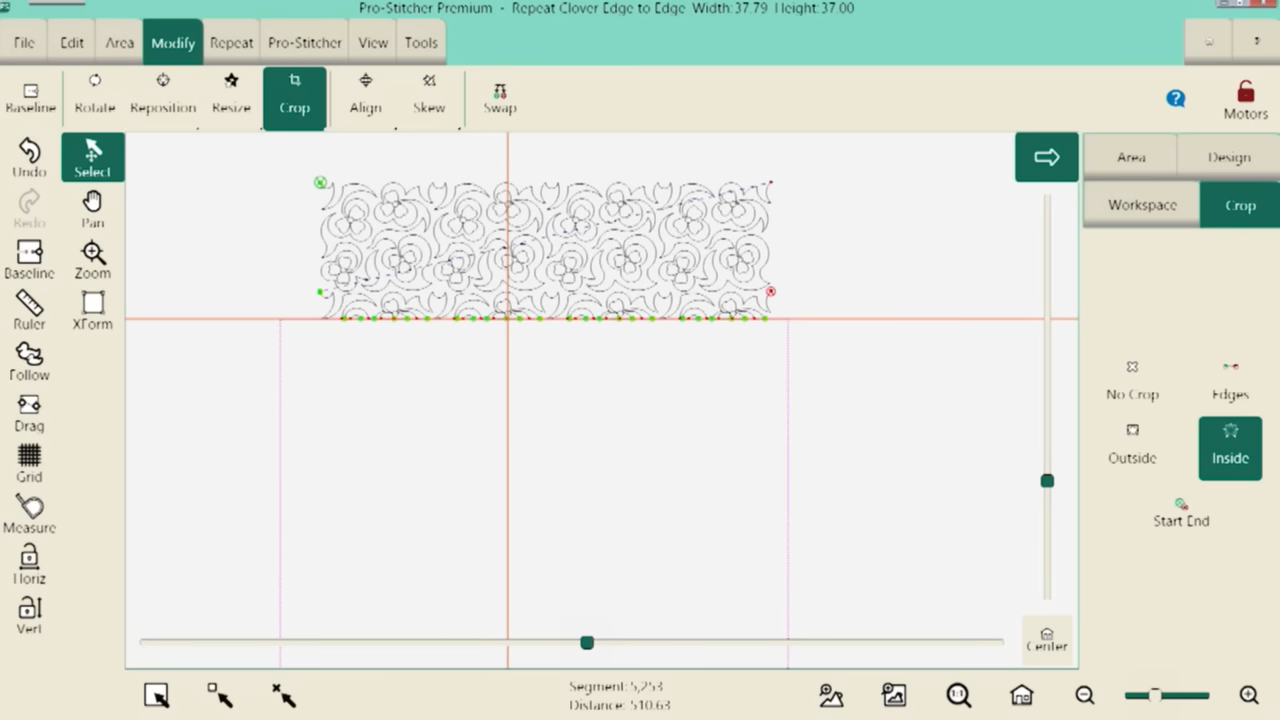 Pro-Stitcher Premium - Repeat Clover Edge to Edge Width:37.79 Height:37.00
File Edit Area Modify Repeat Pro-Stitcher View Tools
Baseline Rotate Reposition Resize Crop Align Skew Swap Motors
Undo Select
Redo Pan
Baseline Zoom
Ruler XForm
Follow
Drag
Grid
Measure
Horiz
Vert
Area Design
Workspace Crop
No Crop Edges
Outside Inside
Start End
Center
1:1
Segment: 5,253
Distance: 510.63